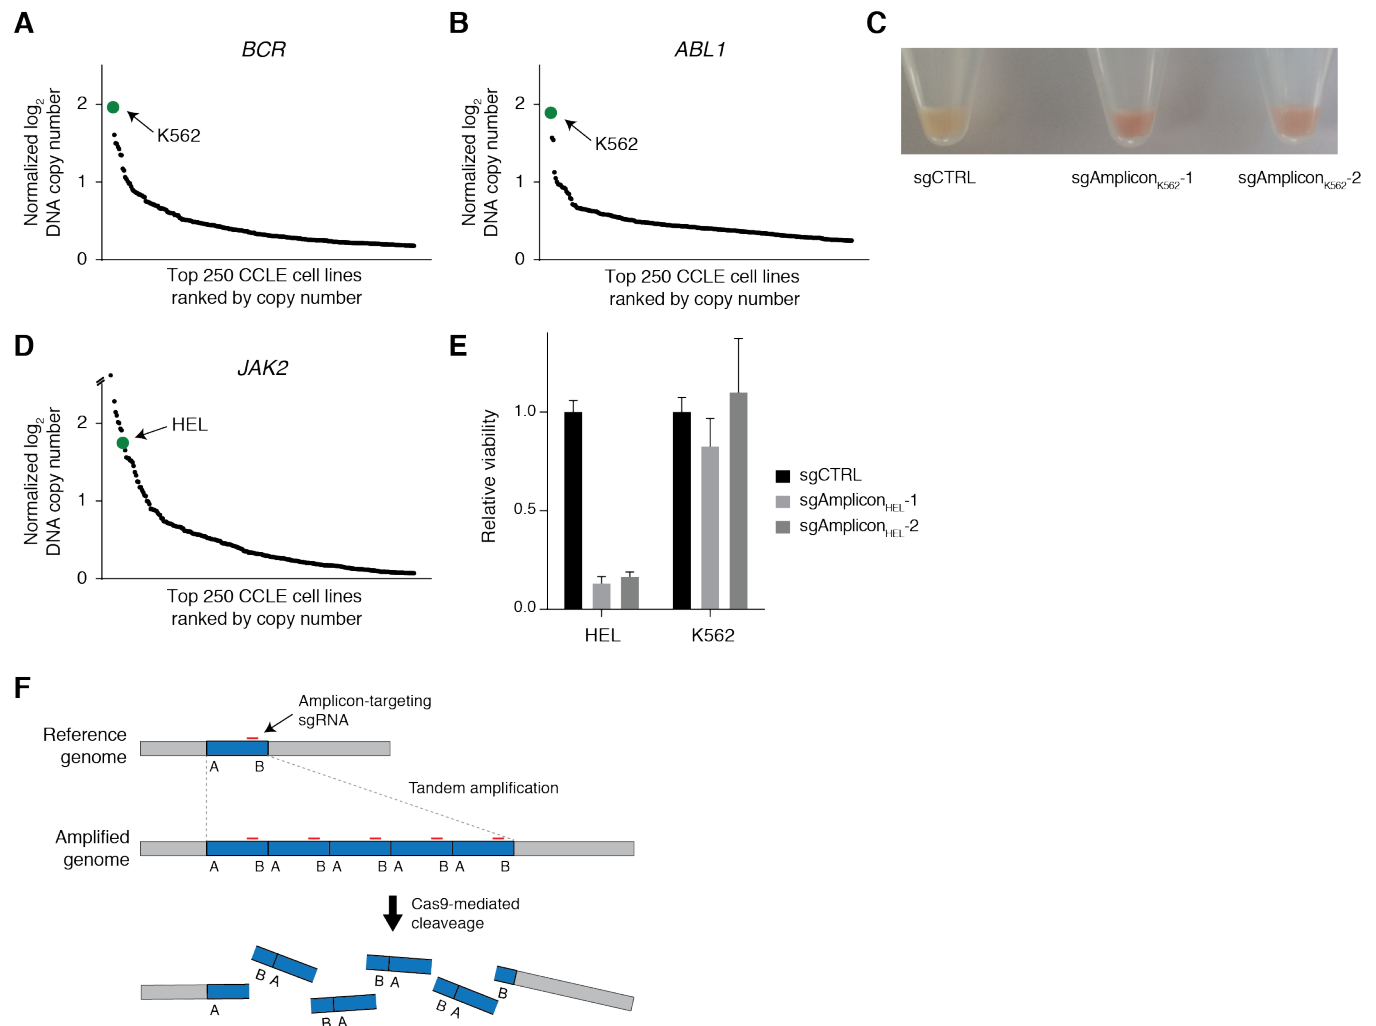 A
BCR
Normalized log2
DNA copy number
2
1
0
K562
Top 250 CCLE cell lines
ranked by copy number
B
ABL1
Normalized log2
DNA copy number
2
1
0
K562
Top 250 CCLE cell lines
ranked by copy number
C
sgCTRL
sgAmpliconK562-1
sgAmpliconK562-2
D
JAK2
Normalized log2
DNA copy number
2
1
0
HEL
Top 250 CCLE cell lines
ranked by copy number
E
Relative viability
1.0
0.5
0.0
HEL
K562
sgCTRL
sgAmpliconHEL-1
sgAmpliconHEL-2
F
Amplicon-targeting
sgRNA
Reference
genome
A B
Tandem amplification
Amplified
genome
A B A B A B A B A B
Cas9-mediated
cleaveage
A
B A
B A
B A
B A
B